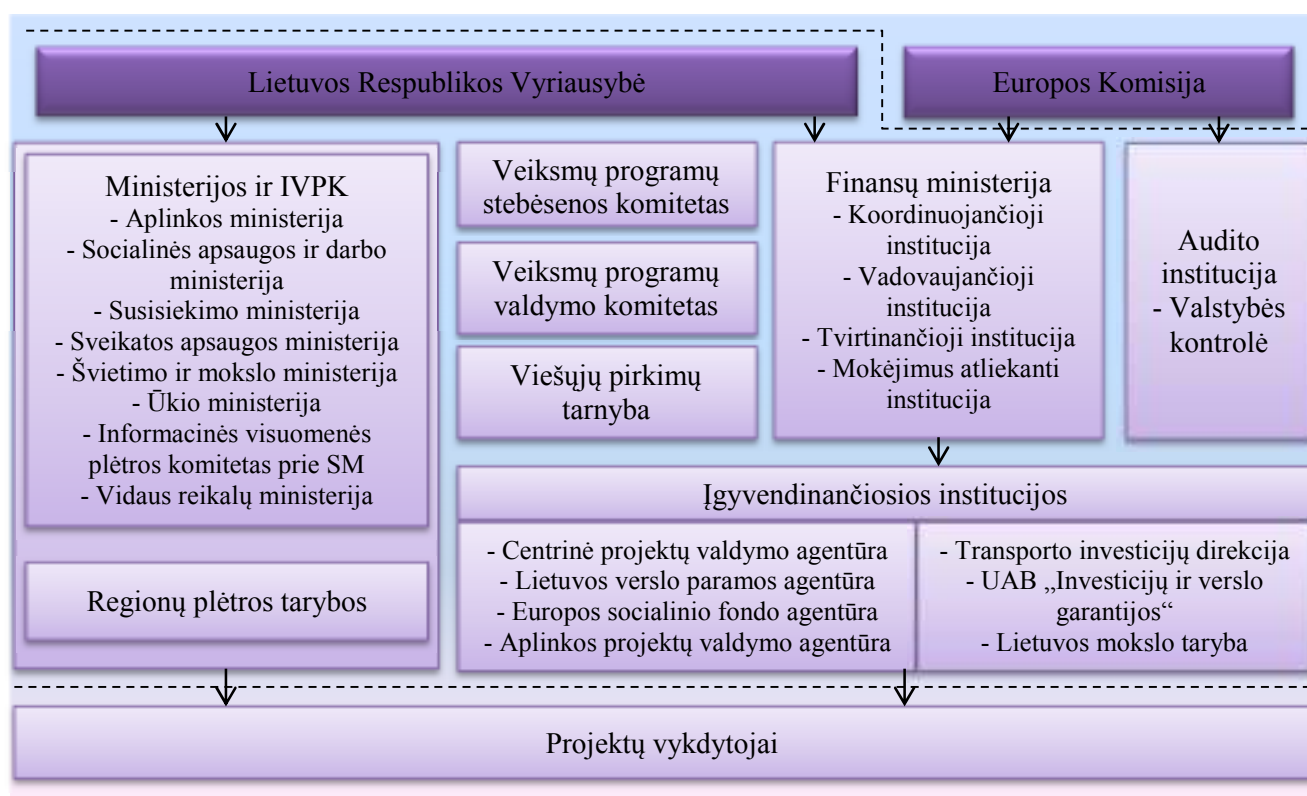 Lietuvos Respublikos Vyriausybė
Europos Komisija
Ministerijos ir IVPK
- Aplinkos ministerija
- Socialinės apsaugos ir darbo
ministerija
- Susisiekimo ministerija
- Sveikatos apsaugos ministerija
- Švietimo ir mokslo ministerija
- Ūkio ministerija
- Informacinės visuomenės
plėtros komitetas prie SM
- Vidaus reikalų ministerija
Regionų plėtros tarybos
Veiksmų programų
stebėsenos komitetas
Veiksmų programų
valdymo komitetas
Viešųjų pirkimų
tarnyba
Finansų ministerija
- Koordinuojančioji
institucija
- Vadovaujančioji
institucija
- Tvirtinančioji institucija
- Mokėjimus atliekanti
institucija
Audito
institucija
- Valstybės
kontrolė
Įgyvendinančiosios institucijos
- Centrinė projektų valdymo agentūra
- Lietuvos verslo paramos agentūra
- Europos socialinio fondo agentūra
- Aplinkos projektų valdymo agentūra
- Transporto investicijų direkcija
- UAB „Investicijų ir verslo
garantijos“
- Lietuvos mokslo taryba
Projektų vykdytojai